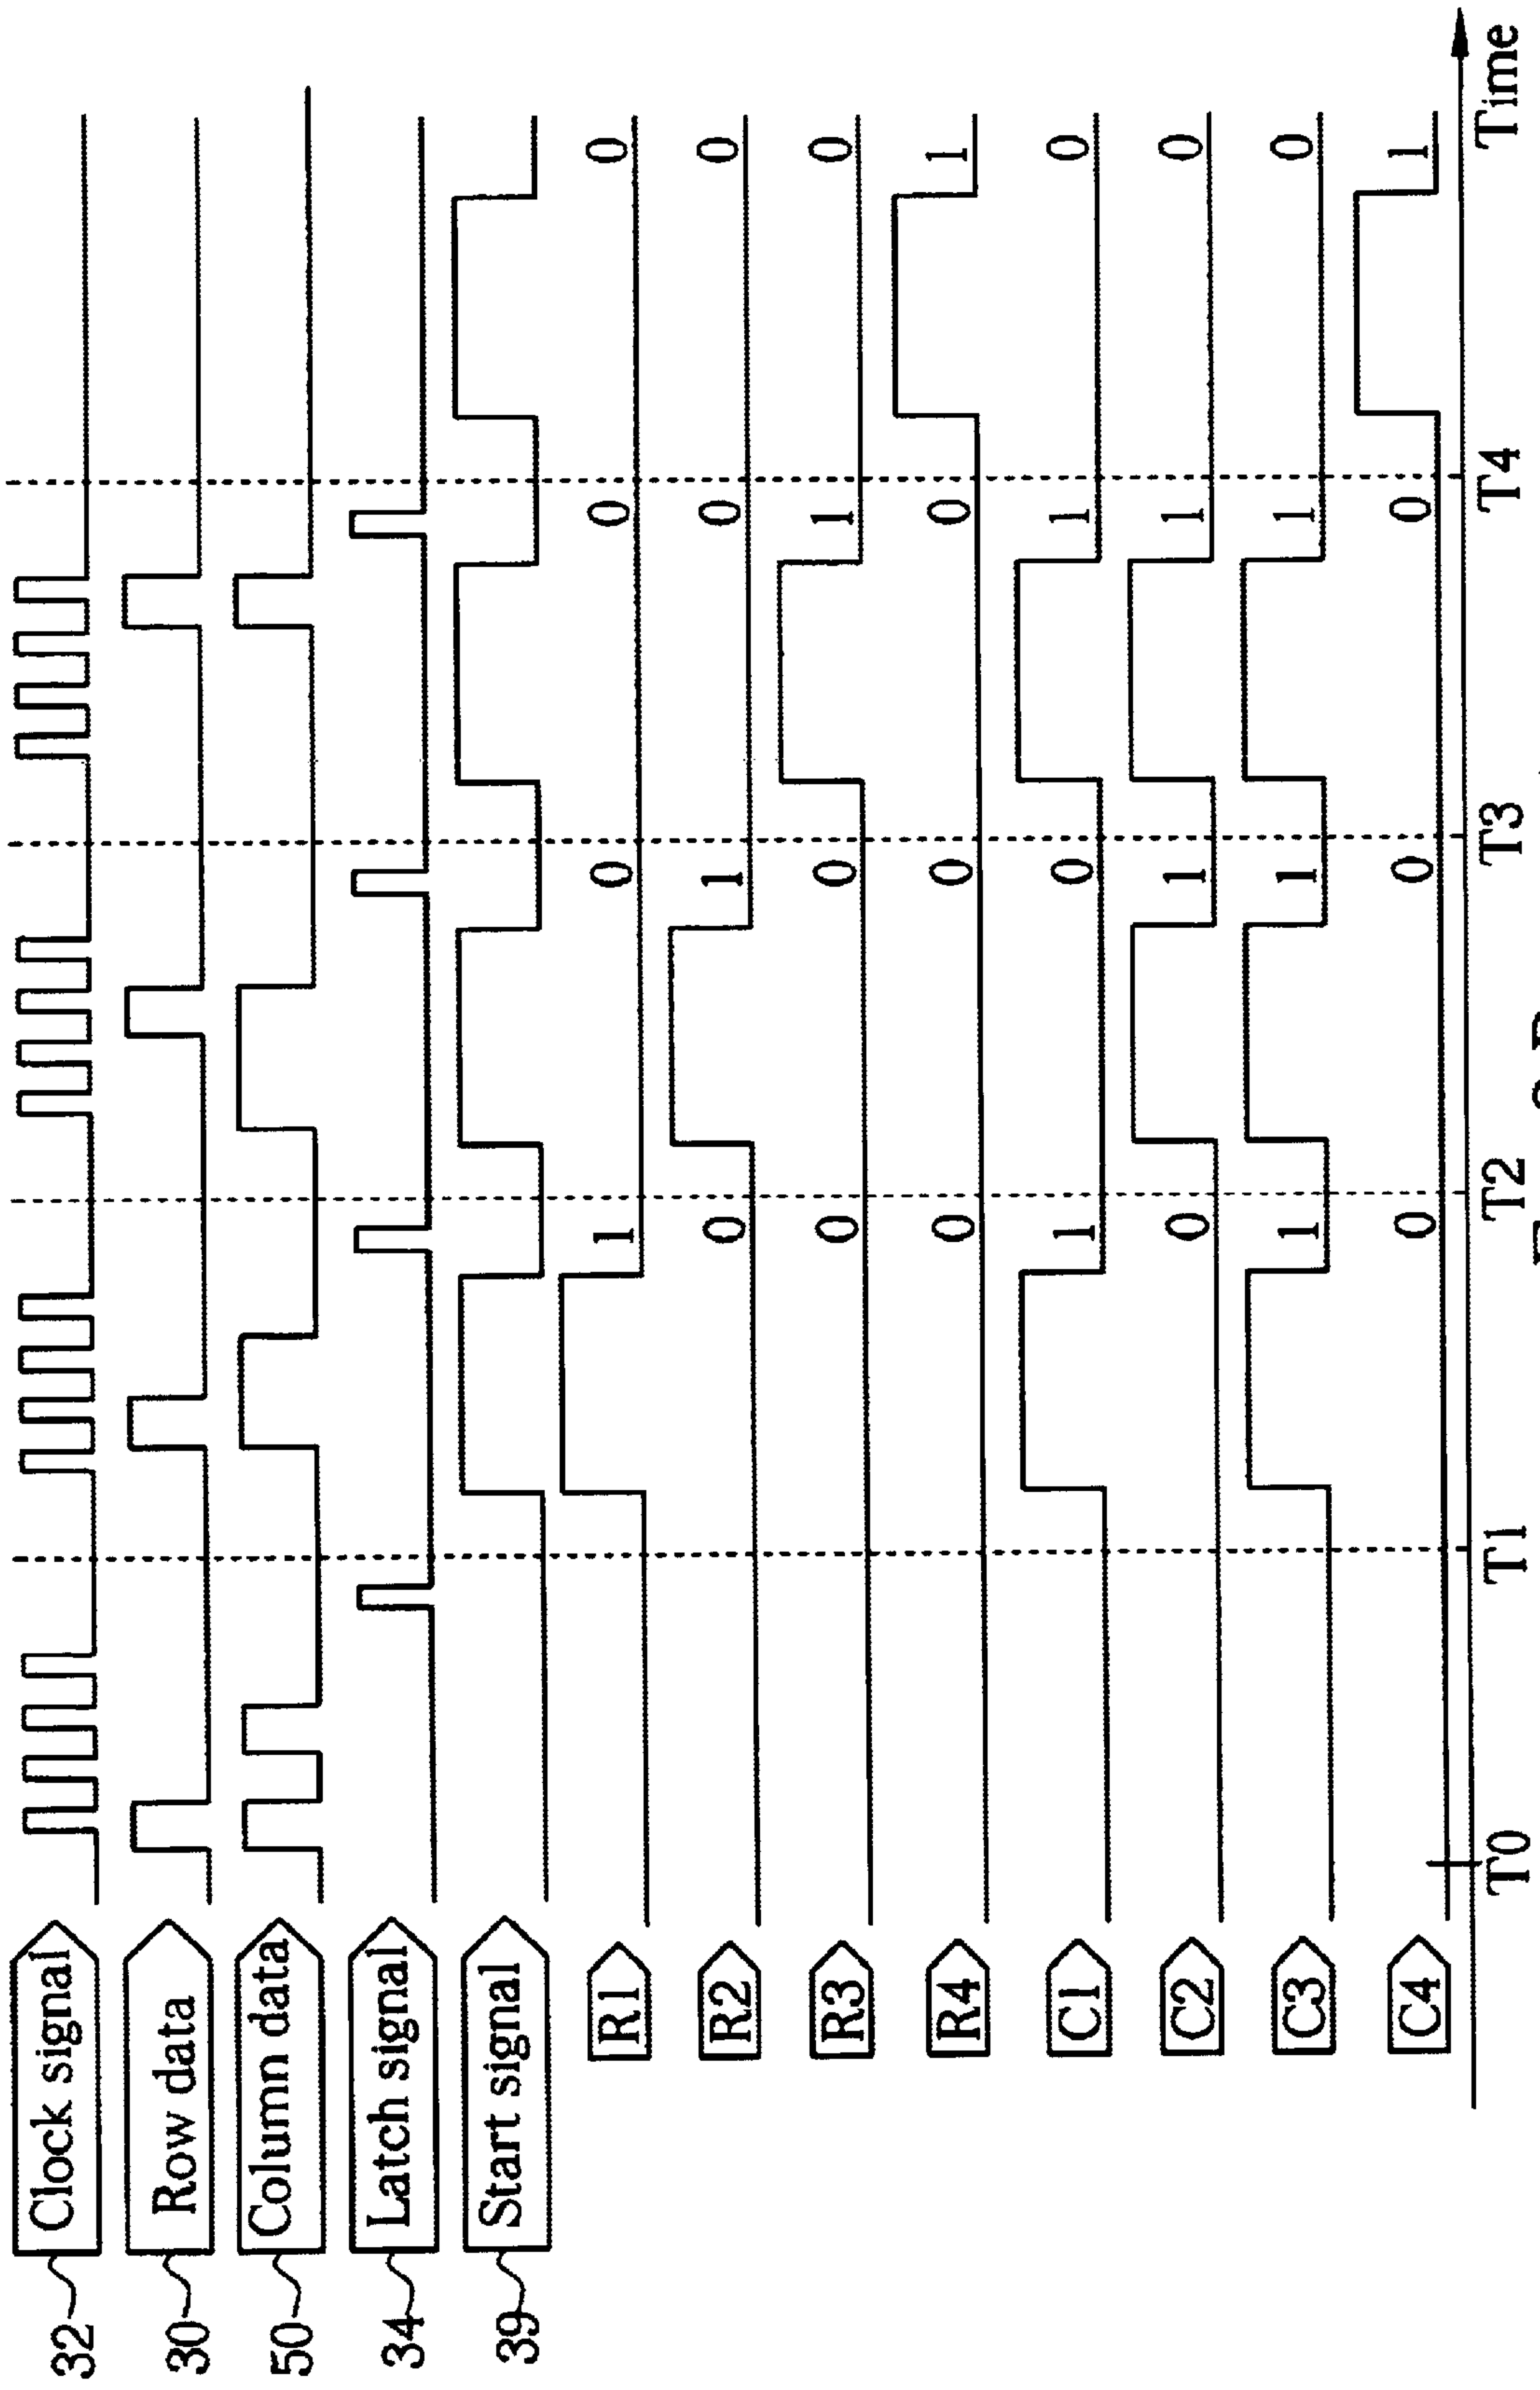 32 Clock signal
30 Row data
50 Column data
34 Latch signal
39 Start signal
R1 1 0 0 0
R2 0 1 0 0
R3 0 0 1 0
R4 0 0 0 1
C1 1 0 1 0
C2 0 1 1 0
C3 1 1 1 0
C4 0 0 0 1
T0 T1 T2 T3 T4 Time